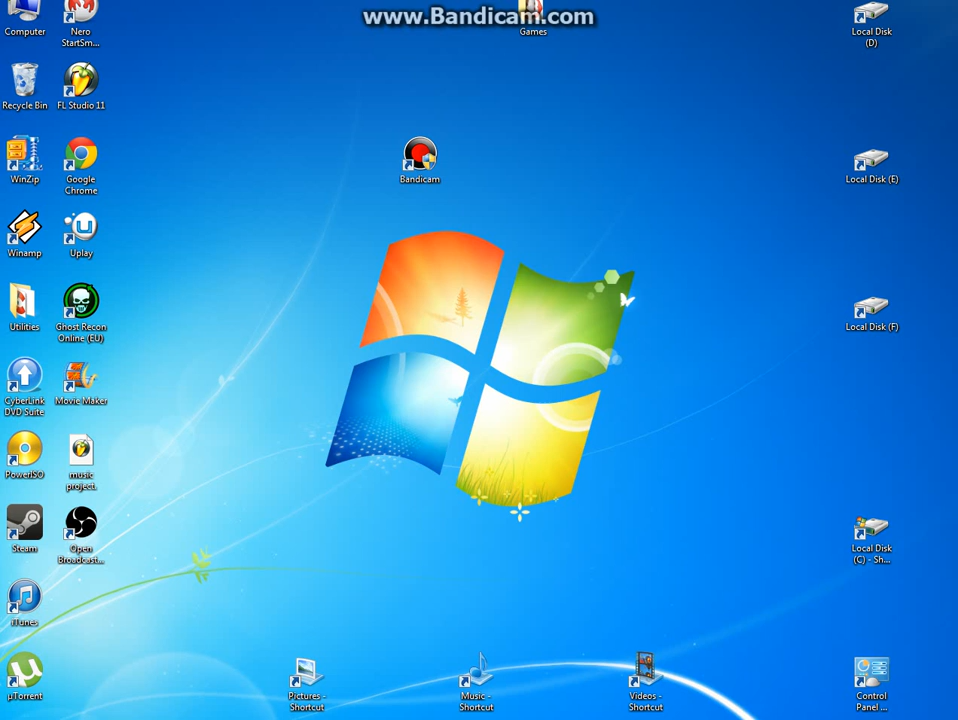 www.Bandicam.com
Computer
Nero
StartSm...
Games
Local Disk
(D)
Recycle Bin
FL Studio 11
WinZip
Google
Chrome
Bandicam
Local Disk (E)
Winamp
Uplay
Utilities
Ghost Recon
Online (EU)
Local Disk (F)
CyberLink
DVD Suite
Movie Maker
PowerISO
music
project.
Steam
Open
Broadcast...
Local Disk
(C) - Sh...
iTunes
µTorrent
Pictures -
Shortcut
Music -
Shortcut
Videos -
Shortcut
Control
Panel ...